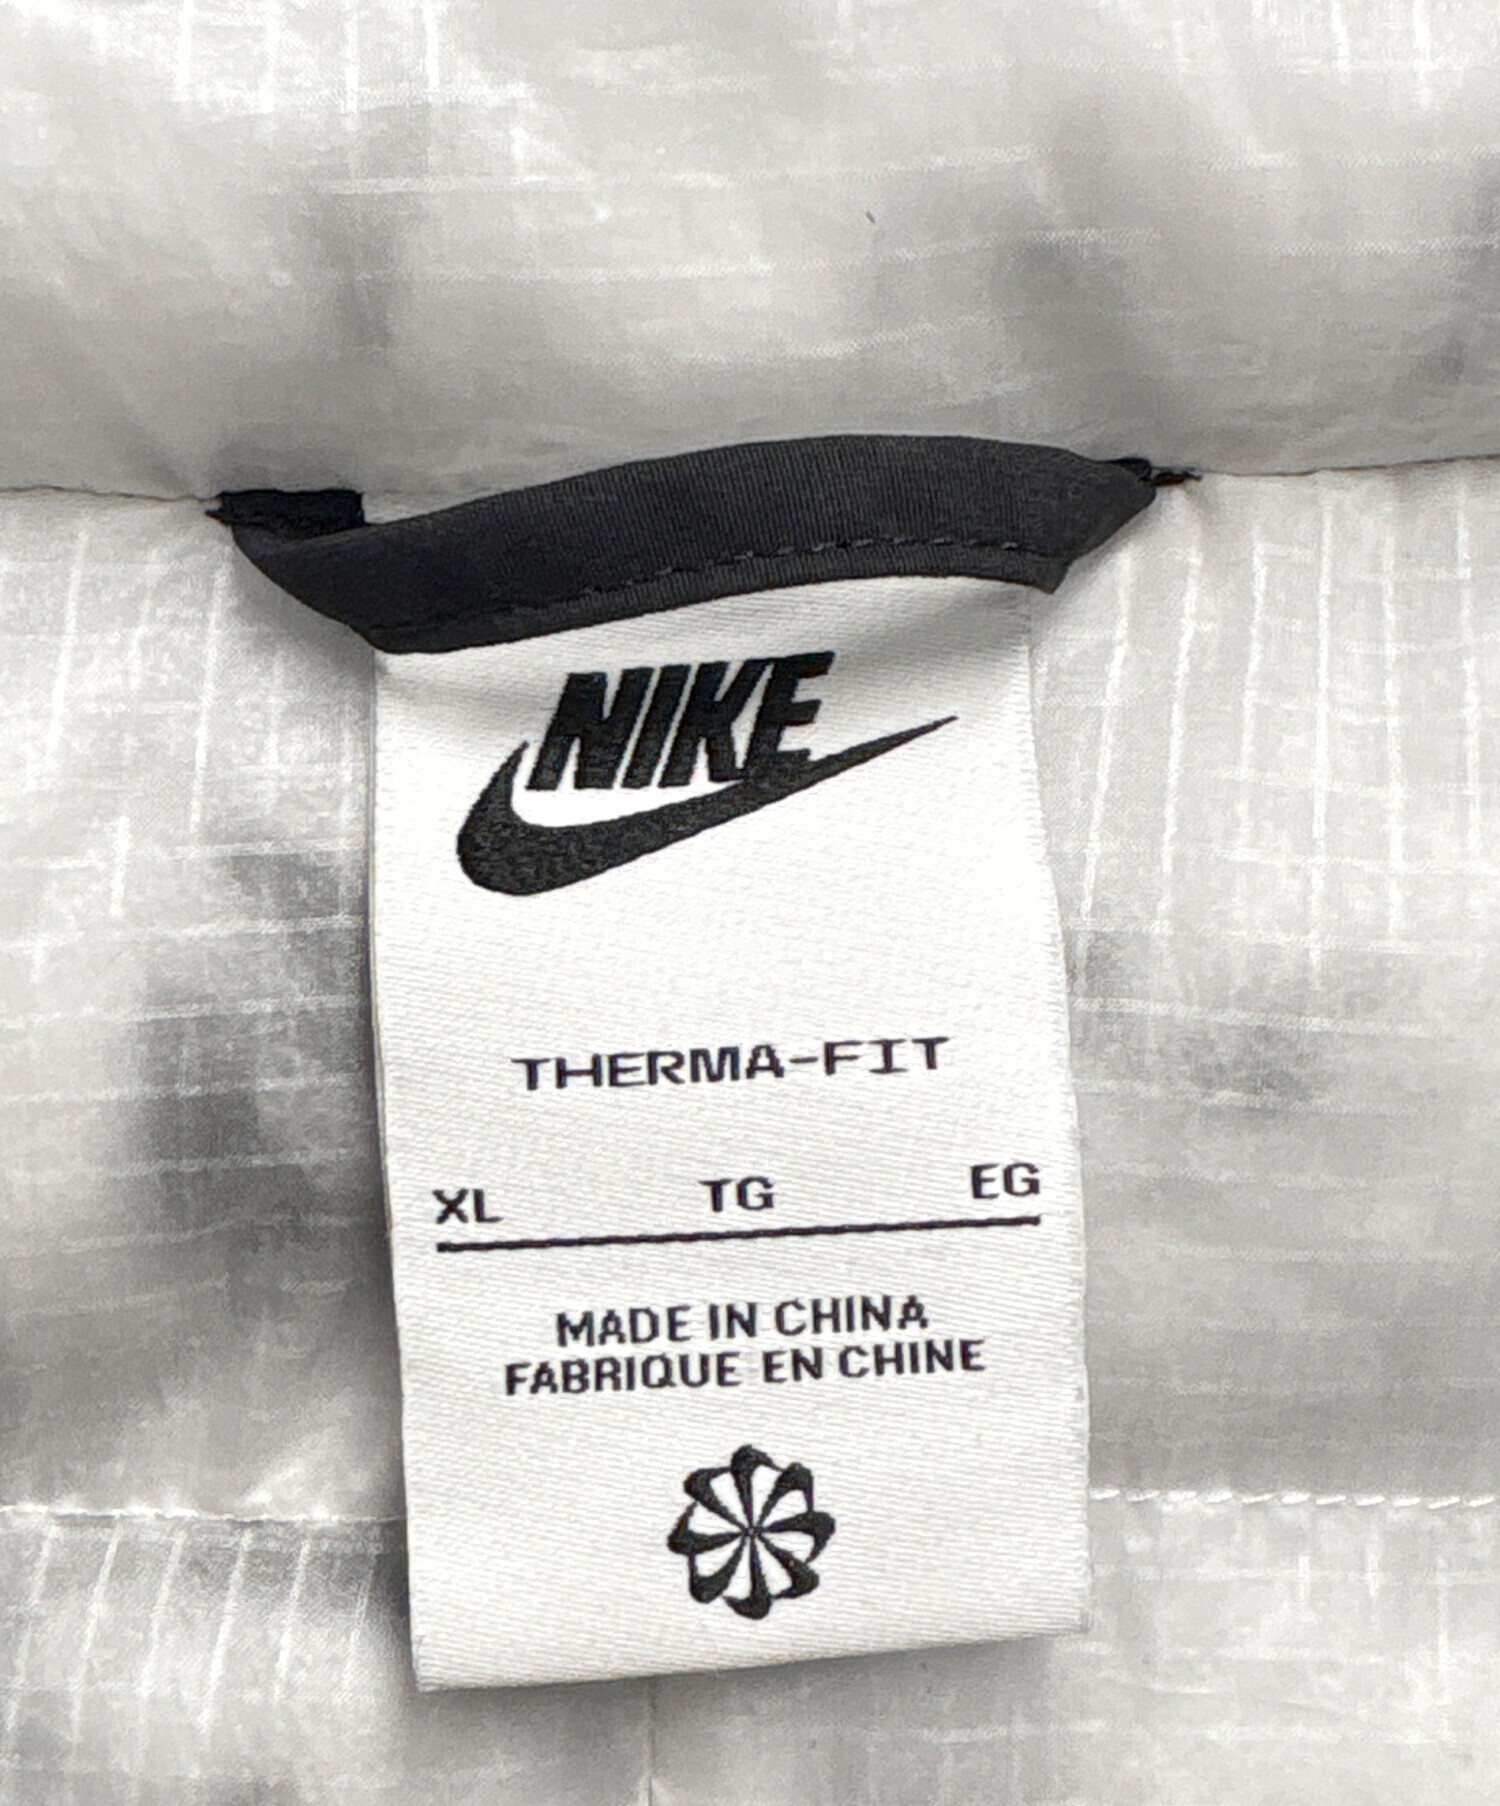 NIKE
THERMA-FIT
XL TG EG
MADE IN CHINA
FABRIQUE EN CHINE